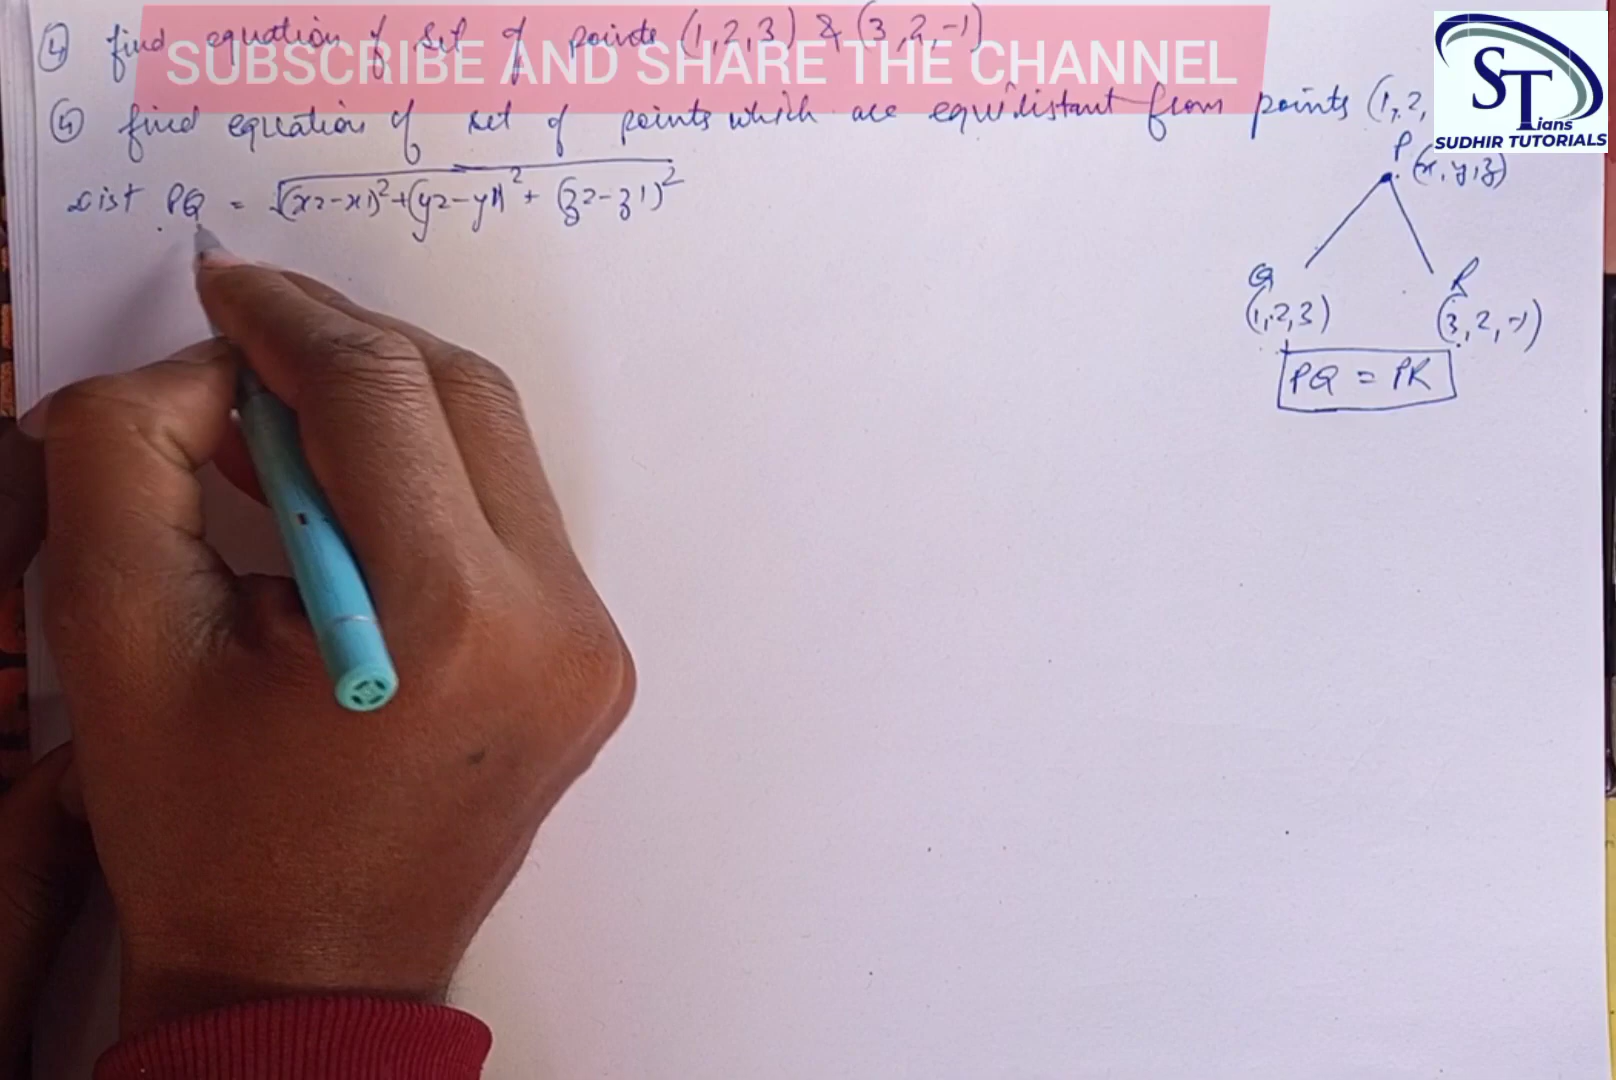 ④ find equation of set of points (1,2,3) & (3,2,-1)
SUBSCRIBE AND SHARE THE CHANNEL
④ find equation of set of points which are equidistant from points (1,2,
dist PQ = √(x2-x1)²+(y2-y1)²+(z2-z1)²
P (x,y,z)
Q R
(1,2,3) (3,2,-1)
PQ = PR
ST
ians
SUDHIR TUTORIALS